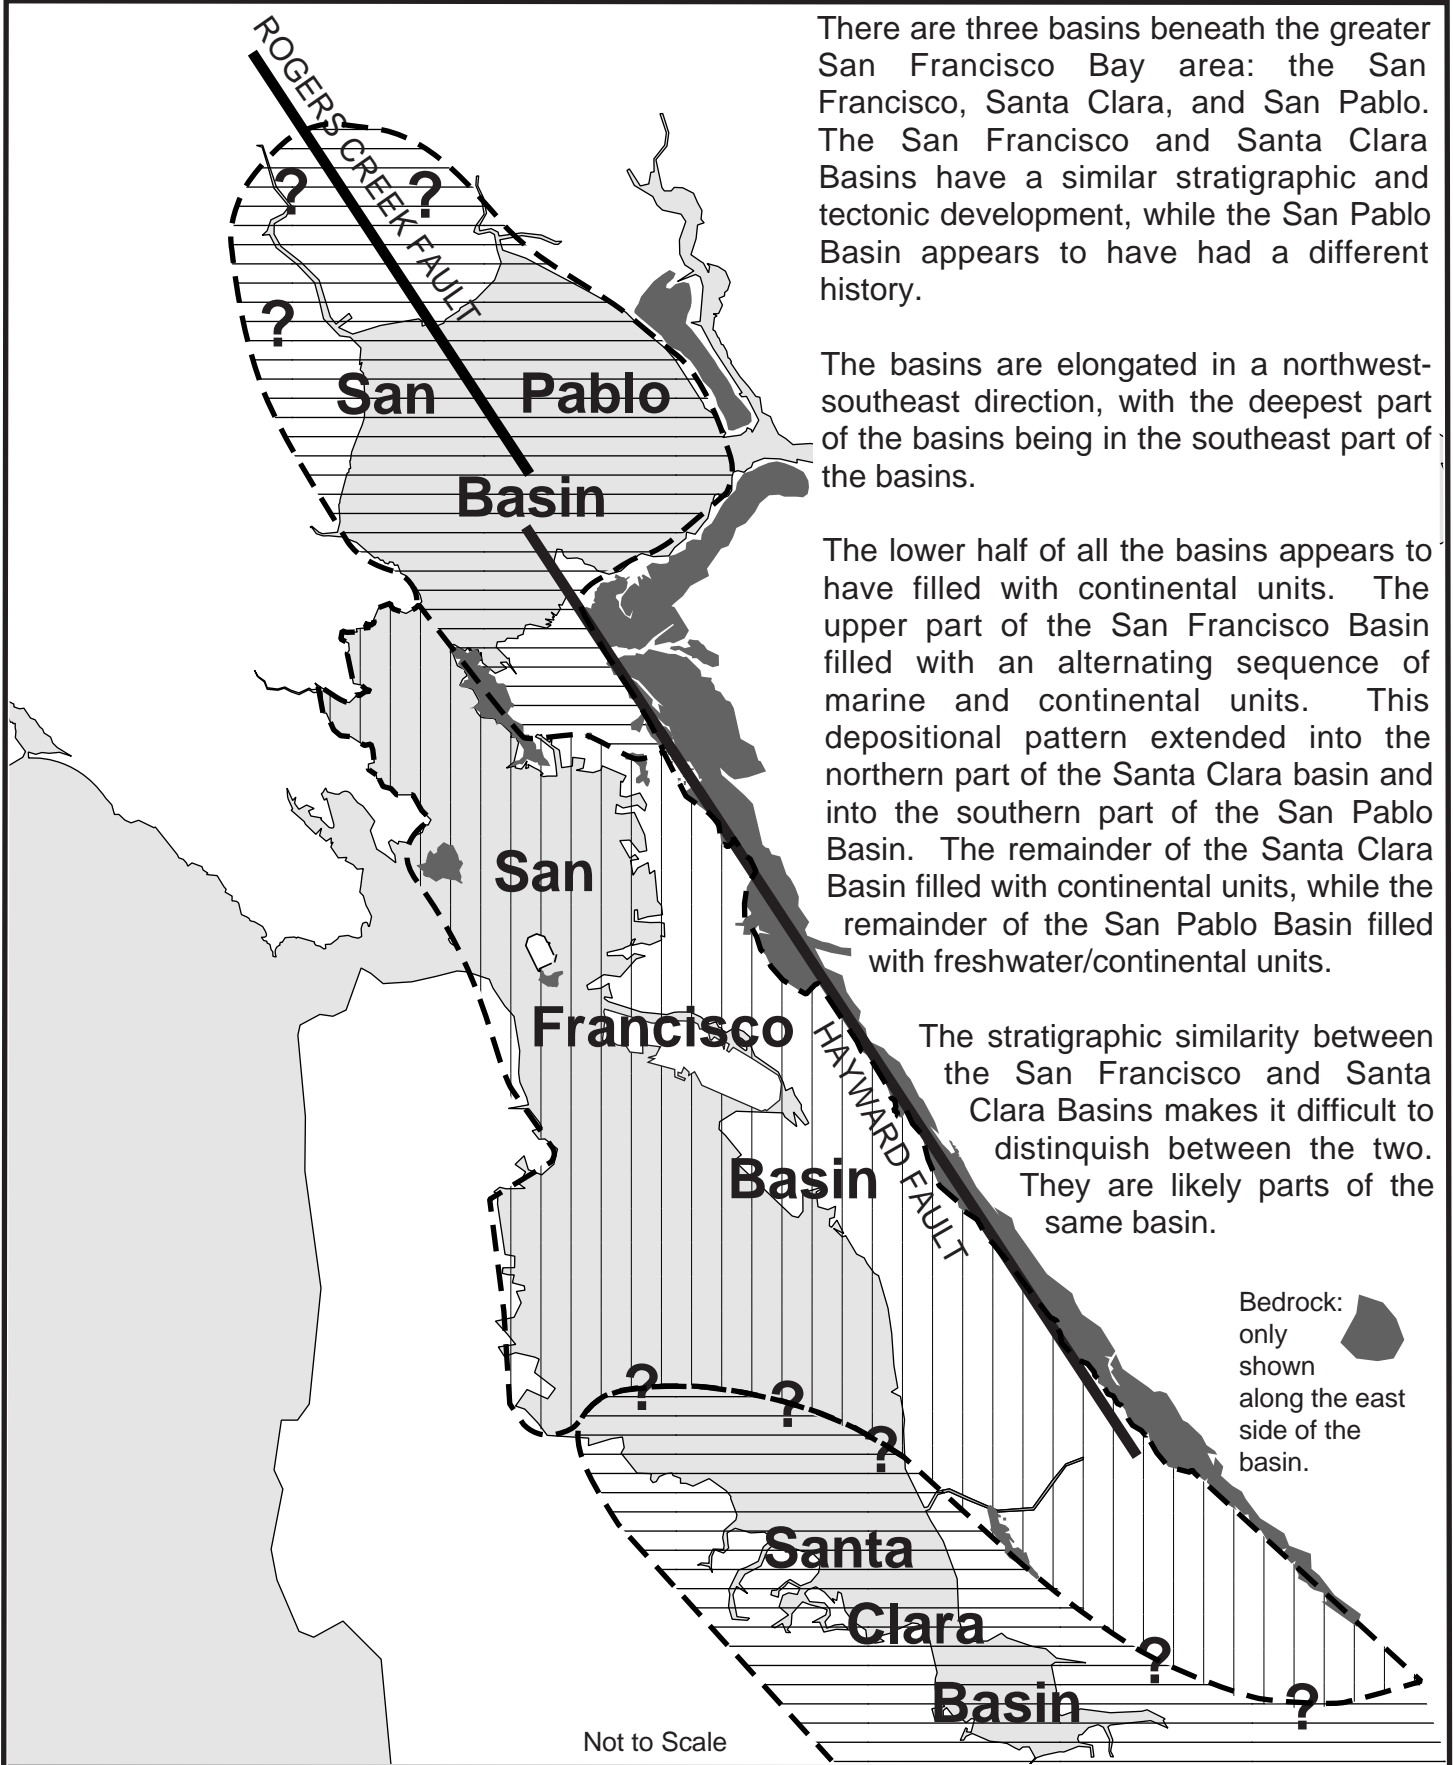 There are three basins beneath the greater
San Francisco Bay area: the San
Francisco, Santa Clara, and San Pablo.
The San Francisco and Santa Clara
Basins have a similar stratigraphic and
tectonic development, while the San Pablo
Basin appears to have had a different
history.
The basins are elongated in a northwest-
southeast direction, with the deepest part
of the basins being in the southeast part of
the basins.
The lower half of all the basins appears to
have filled with continental units. The
upper part of the San Francisco Basin
filled with an alternating sequence of
marine and continental units. This
depositional pattern extended into the
northern part of the Santa Clara basin and
into the southern part of the San Pablo
Basin. The remainder of the Santa Clara
Basin filled with continental units, while the
remainder of the San Pablo Basin filled
with freshwater/continental units.
The stratigraphic similarity between
the San Francisco and Santa
Clara Basins makes it difficult to
distinquish between the two.
They are likely parts of the
same basin.
ROGERS CREEK FAULT
? ?
?
San Pablo
Basin
San
Francisco
Basin
HAYWARD FAULT
Bedrock:
only
shown
along the east
side of the
basin.
?
?
?
Santa
Clara
Basin
?
?
Not to Scale